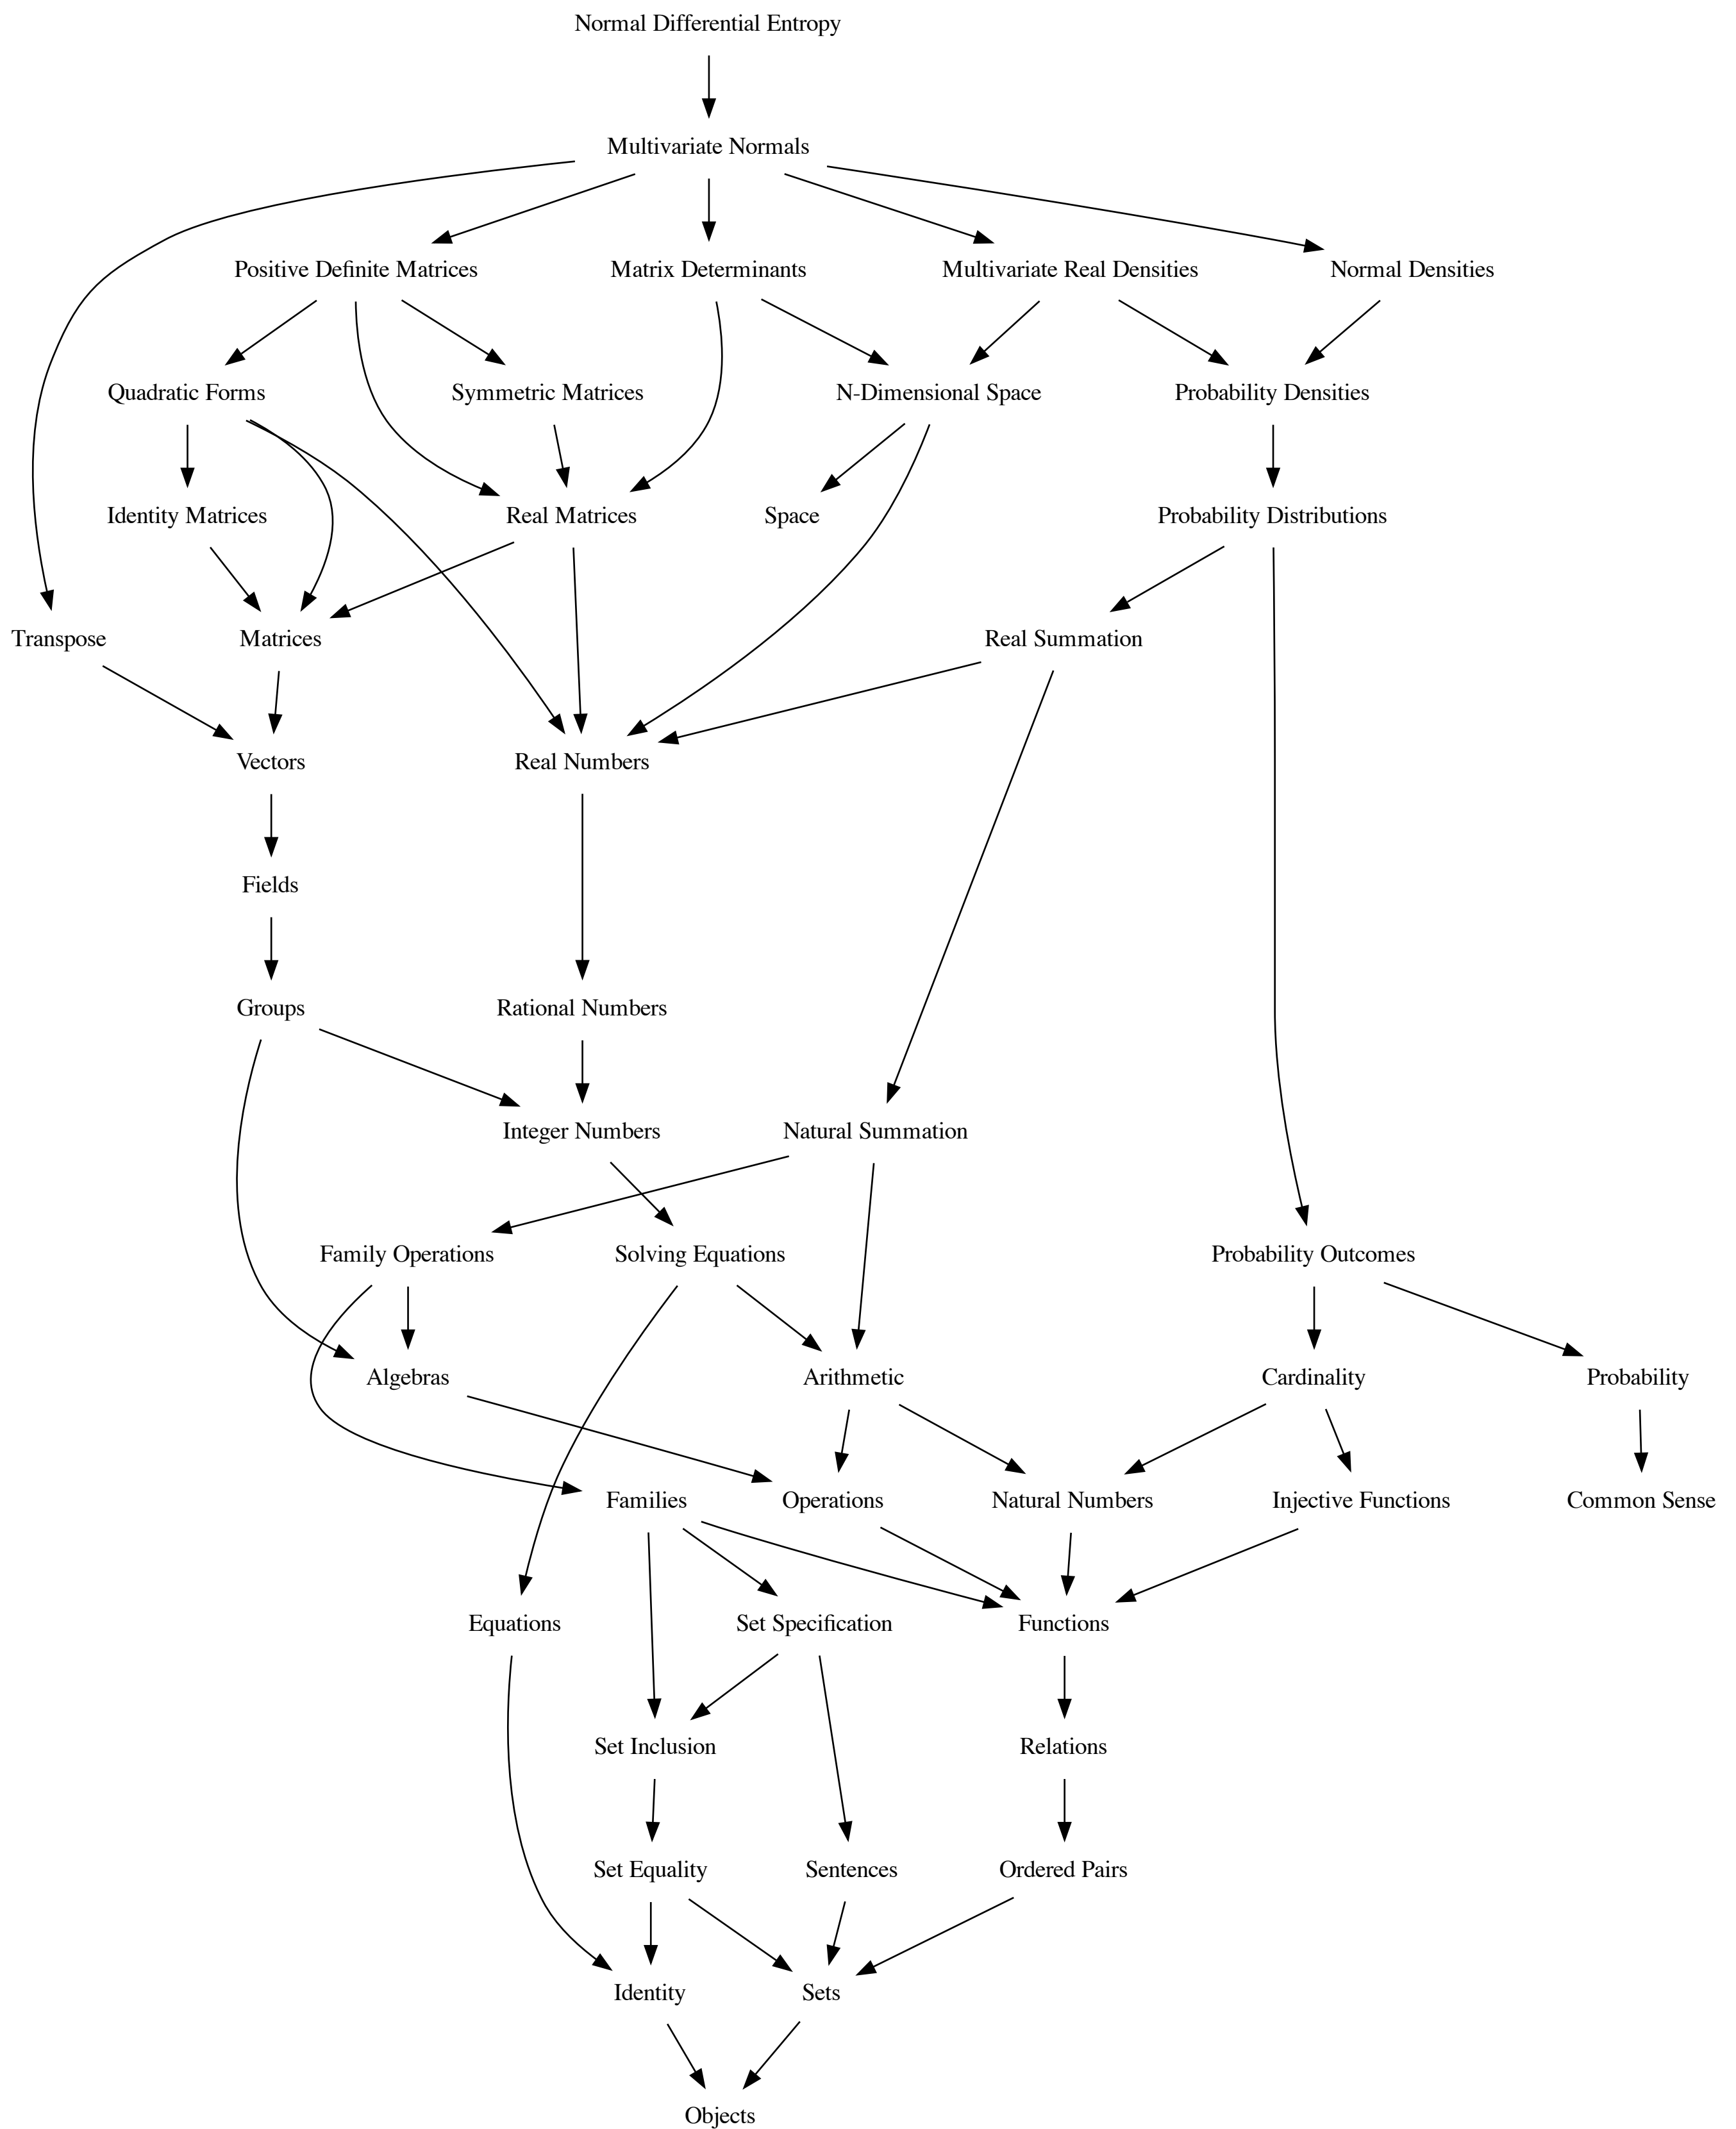 Normal Differential Entropy
Multivariate Normals
Positive Definite Matrices
Matrix Determinants
Multivariate Real Densities
Normal Densities
Quadratic Forms
Symmetric Matrices
N-Dimensional Space
Probability Densities
Identity Matrices
Real Matrices
Space
Probability Distributions
Transpose
Matrices
Real Summation
Vectors
Real Numbers
Fields
Groups
Rational Numbers
Integer Numbers
Natural Summation
Family Operations
Solving Equations
Probability Outcomes
Algebras
Arithmetic
Cardinality
Probability
Families
Operations
Natural Numbers
Injective Functions
Common Sense
Equations
Set Specification
Functions
Set Inclusion
Relations
Set Equality
Sentences
Ordered Pairs
Identity
Sets
Objects